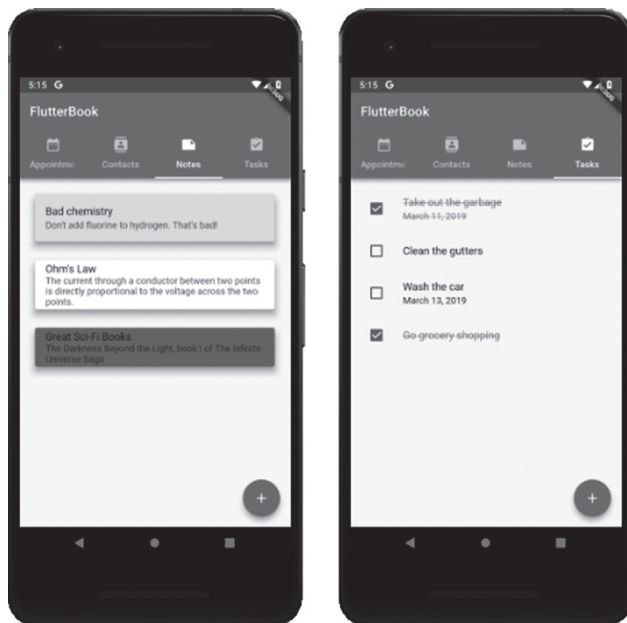 5:15 G
FlutterBook
DEBUG
Appointme
Contacts
Notes
Tasks
Bad chemistry
Don't add fluorine to hydrogen. That's bad!
Ohm's Law
The current through a conductor between two points
is directly proportional to the voltage across the two
points.
Great Sci-Fi Books
The Darkness Beyond the Light, book I of The Infinite
Universe Saga
+
5:15 G
FlutterBook
DEBUG
Appointme
Contacts
Notes
Tasks
Take out the garbage
March 11, 2019
Clean the gutters
Wash the car
March 13, 2019
Go grocery shopping
+